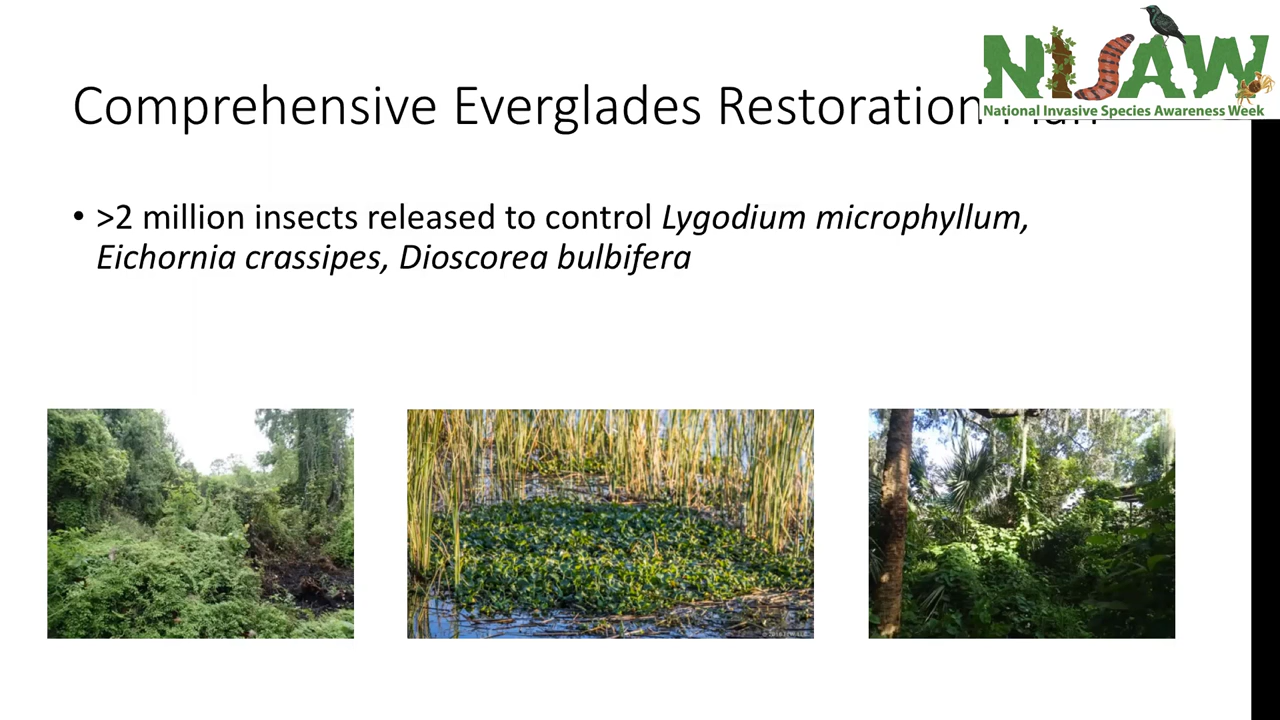 NISAW
National Invasive Species Awareness Week
Comprehensive Everglades Restoration
• >2 million insects released to control Lygodium microphyllum,
Eichornia crassipes, Dioscorea bulbifera